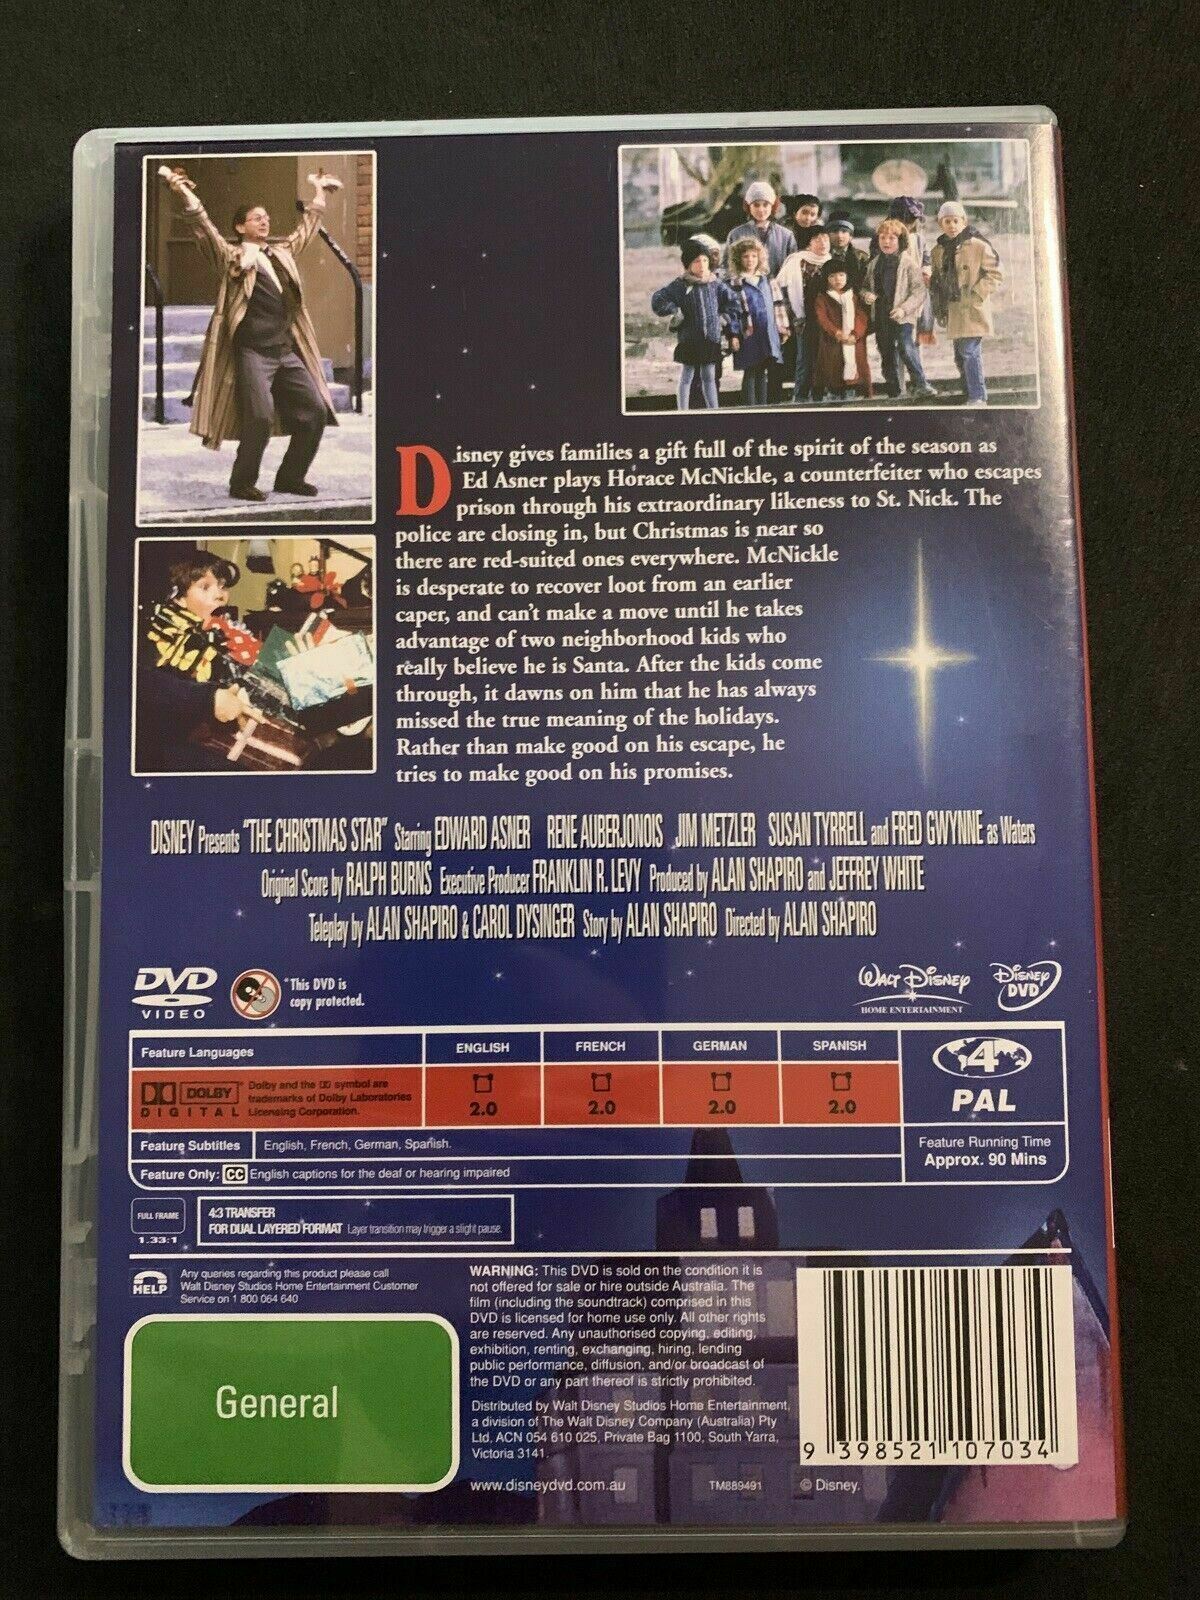 Disney gives families a gift full of the spirit of the season as
Ed Asner plays Horace McNickle, a counterfeiter who escapes
prison through his extraordinary likeness to St. Nick. The
police are closing in, but Christmas is near so
there are red-suited ones everywhere. McNickle
is desperate to recover loot from an earlier
caper, and can't make a move until he takes
advantage of two neighborhood kids who
really believe he is Santa. After the kids come
through, it dawns on him that he has always
missed the true meaning of the holidays.
Rather than make good on his escape, he
tries to make good on his promises.
DISNEY Presents "THE CHRISTMAS STAR" Starring EDWARD ASNER RENE AUBERJONOIS JIM METZLER SUSAN TYRRELL and FRED GWYNNE as Waters
Original Score by RALPH BURNS Executive Producer FRANKLIN R. LEVY Produced by ALAN SHAPIRO and JEFFREY WHITE
Teleplay by ALAN SHAPIRO & CAROL DYSINGER Story by ALAN SHAPIRO Directed by ALAN SHAPIRO
DVD
VIDEO
"This DVD is
copy protected.
WALT DISNEY
HOME ENTERTAINMENT
DISNEY
DVD
Feature Languages
ENGLISH FRENCH GERMAN SPANISH
DOLBY
DIGITAL
Dolby and the DD symbol are
trademarks of Dolby Laboratories
Licensing Corporation.
2.0 2.0 2.0 2.0
4
PAL
Feature Subtitles English, French, German, Spanish.
Feature Running Time
Approx. 90 Mins
Feature Only: CC English captions for the deaf or hearing impaired
FULL FRAME
1.33:1
4:3 TRANSFER
FOR DUAL LAYERED FORMAT Layer transition may trigger a slight pause.
HELP
Any queries regarding this product please call
Walt Disney Studios Home Entertainment Customer
Service on 1 800 064 640
General
WARNING: This DVD is sold on the condition it is
not offered for sale or hire outside Australia. The
film (including the soundtrack) comprised in this
DVD is licensed for home use only. All other rights
are reserved. Any unauthorised copying, editing,
exhibition, renting, exchanging, hiring, lending
public performance, diffusion, and/or broadcast of
the DVD or any part thereof is strictly prohibited.
Distributed by Walt Disney Studios Home Entertainment,
a division of The Walt Disney Company (Australia) Pty
Ltd. ACN 054 610 025, Private Bag 1100, South Yarra,
Victoria 3141.
www.disneydvd.com.au TM889491 © Disney.
9 398521 107034